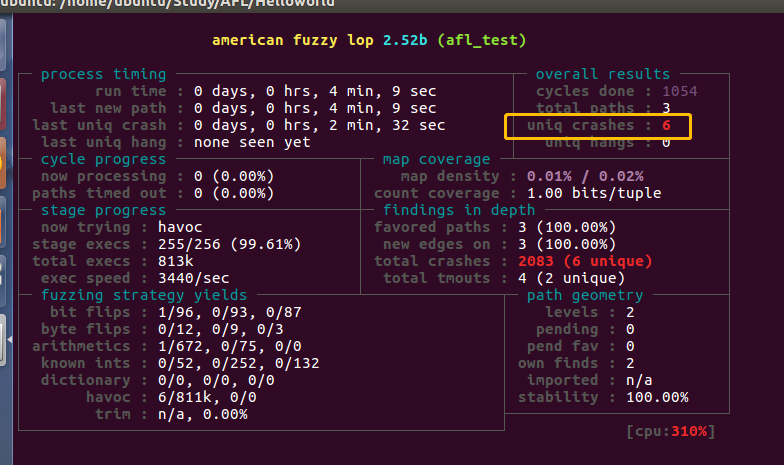 ubuntu: /home/ubuntu/Study/AFL/Helloworld
american fuzzy lop 2.52b (afl_test)
process timing
overall results
run time : 0 days, 0 hrs, 4 min, 9 sec
cycles done : 1054
last new path : 0 days, 0 hrs, 4 min, 9 sec
total paths : 3
last uniq crash : 0 days, 0 hrs, 2 min, 32 sec
uniq crashes : 6
last uniq hang : none seen yet
uniq hangs : 0
cycle progress
map coverage
now processing : 0 (0.00%)
map density : 0.01% / 0.02%
paths timed out : 0 (0.00%)
count coverage : 1.00 bits/tuple
stage progress
findings in depth
now trying : havoc
favored paths : 3 (100.00%)
stage execs : 255/256 (99.61%)
new edges on : 3 (100.00%)
total execs : 813k
total crashes : 2083 (6 unique)
exec speed : 3440/sec
total tmouts : 4 (2 unique)
fuzzing strategy yields
path geometry
bit flips : 1/96, 0/93, 0/87
levels : 2
byte flips : 0/12, 0/9, 0/3
pending : 0
arithmetics : 1/672, 0/75, 0/0
pend fav : 0
known ints : 0/52, 0/252, 0/132
own finds : 2
dictionary : 0/0, 0/0, 0/0
imported : n/a
havoc : 6/811k, 0/0
stability : 100.00%
trim : n/a, 0.00%
[cpu:310%]